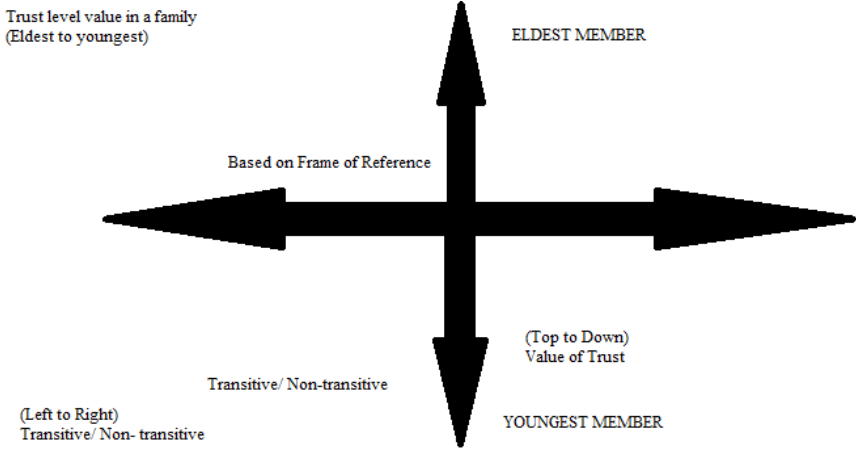 Trust level value in a family
(Eldest to youngest)
ELDEST MEMBER
Based on Frame of Reference
(Top to Down)
Value of Trust
Transitive/ Non-transitive
(Left to Right)
Transitive/ Non- transitive
YOUNGEST MEMBER